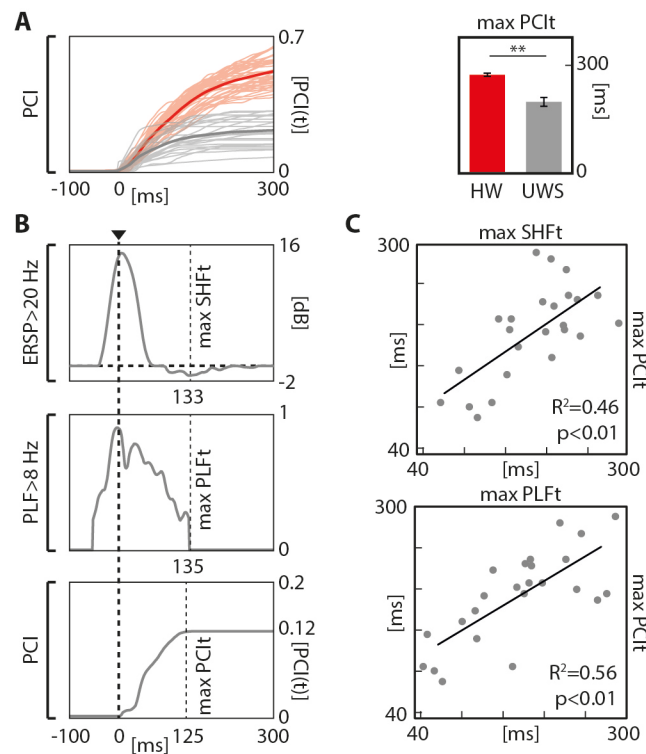 A
PCI
0.7
[PCI(t)]
0
-100 0 [ms] 300
max PCIt
**
300
[ms]
0
HW UWS
B
ERSP>20 Hz
16
[dB]
-2
max SHFt
133
PLF>8 Hz
1
0
max PLFt
135
PCI
0.2
0.12
[PCI(t)]
0
max PCIt
-100 0 [ms] 125 300
C
max SHFt
300
[ms]
40
max PCIt
R²=0.46
p<0.01
40 [ms] 300
max PLFt
300
[ms]
40
max PCIt
R²=0.56
p<0.01
40 [ms] 300